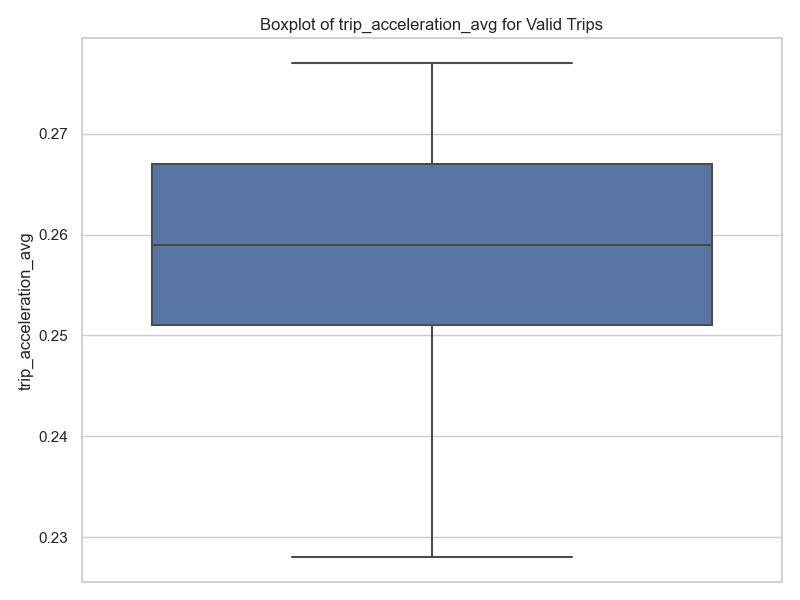 Boxplot of trip_acceleration_avg for Valid Trips
trip_acceleration_avg
0.27
0.26
0.25
0.24
0.23